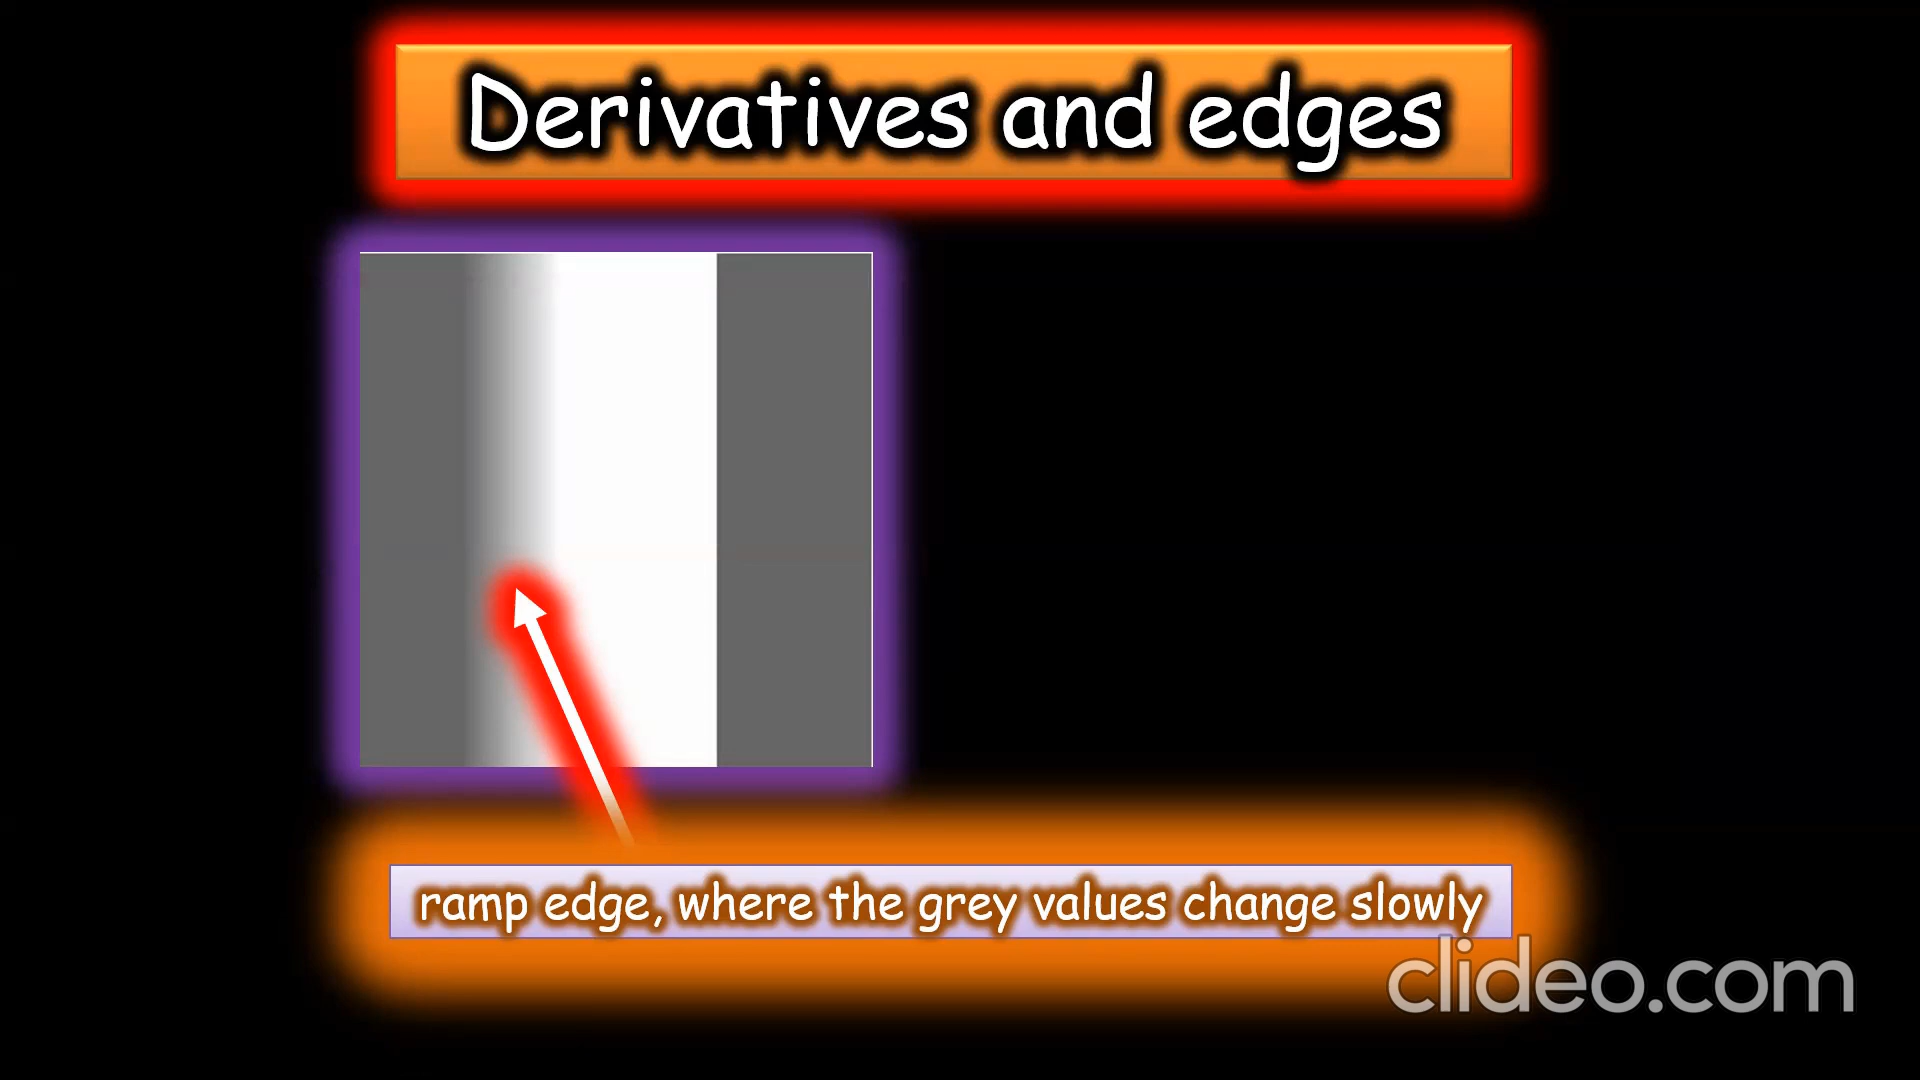 Derivatives and edges
ramp edge, where the grey values change slowly
clideo.com